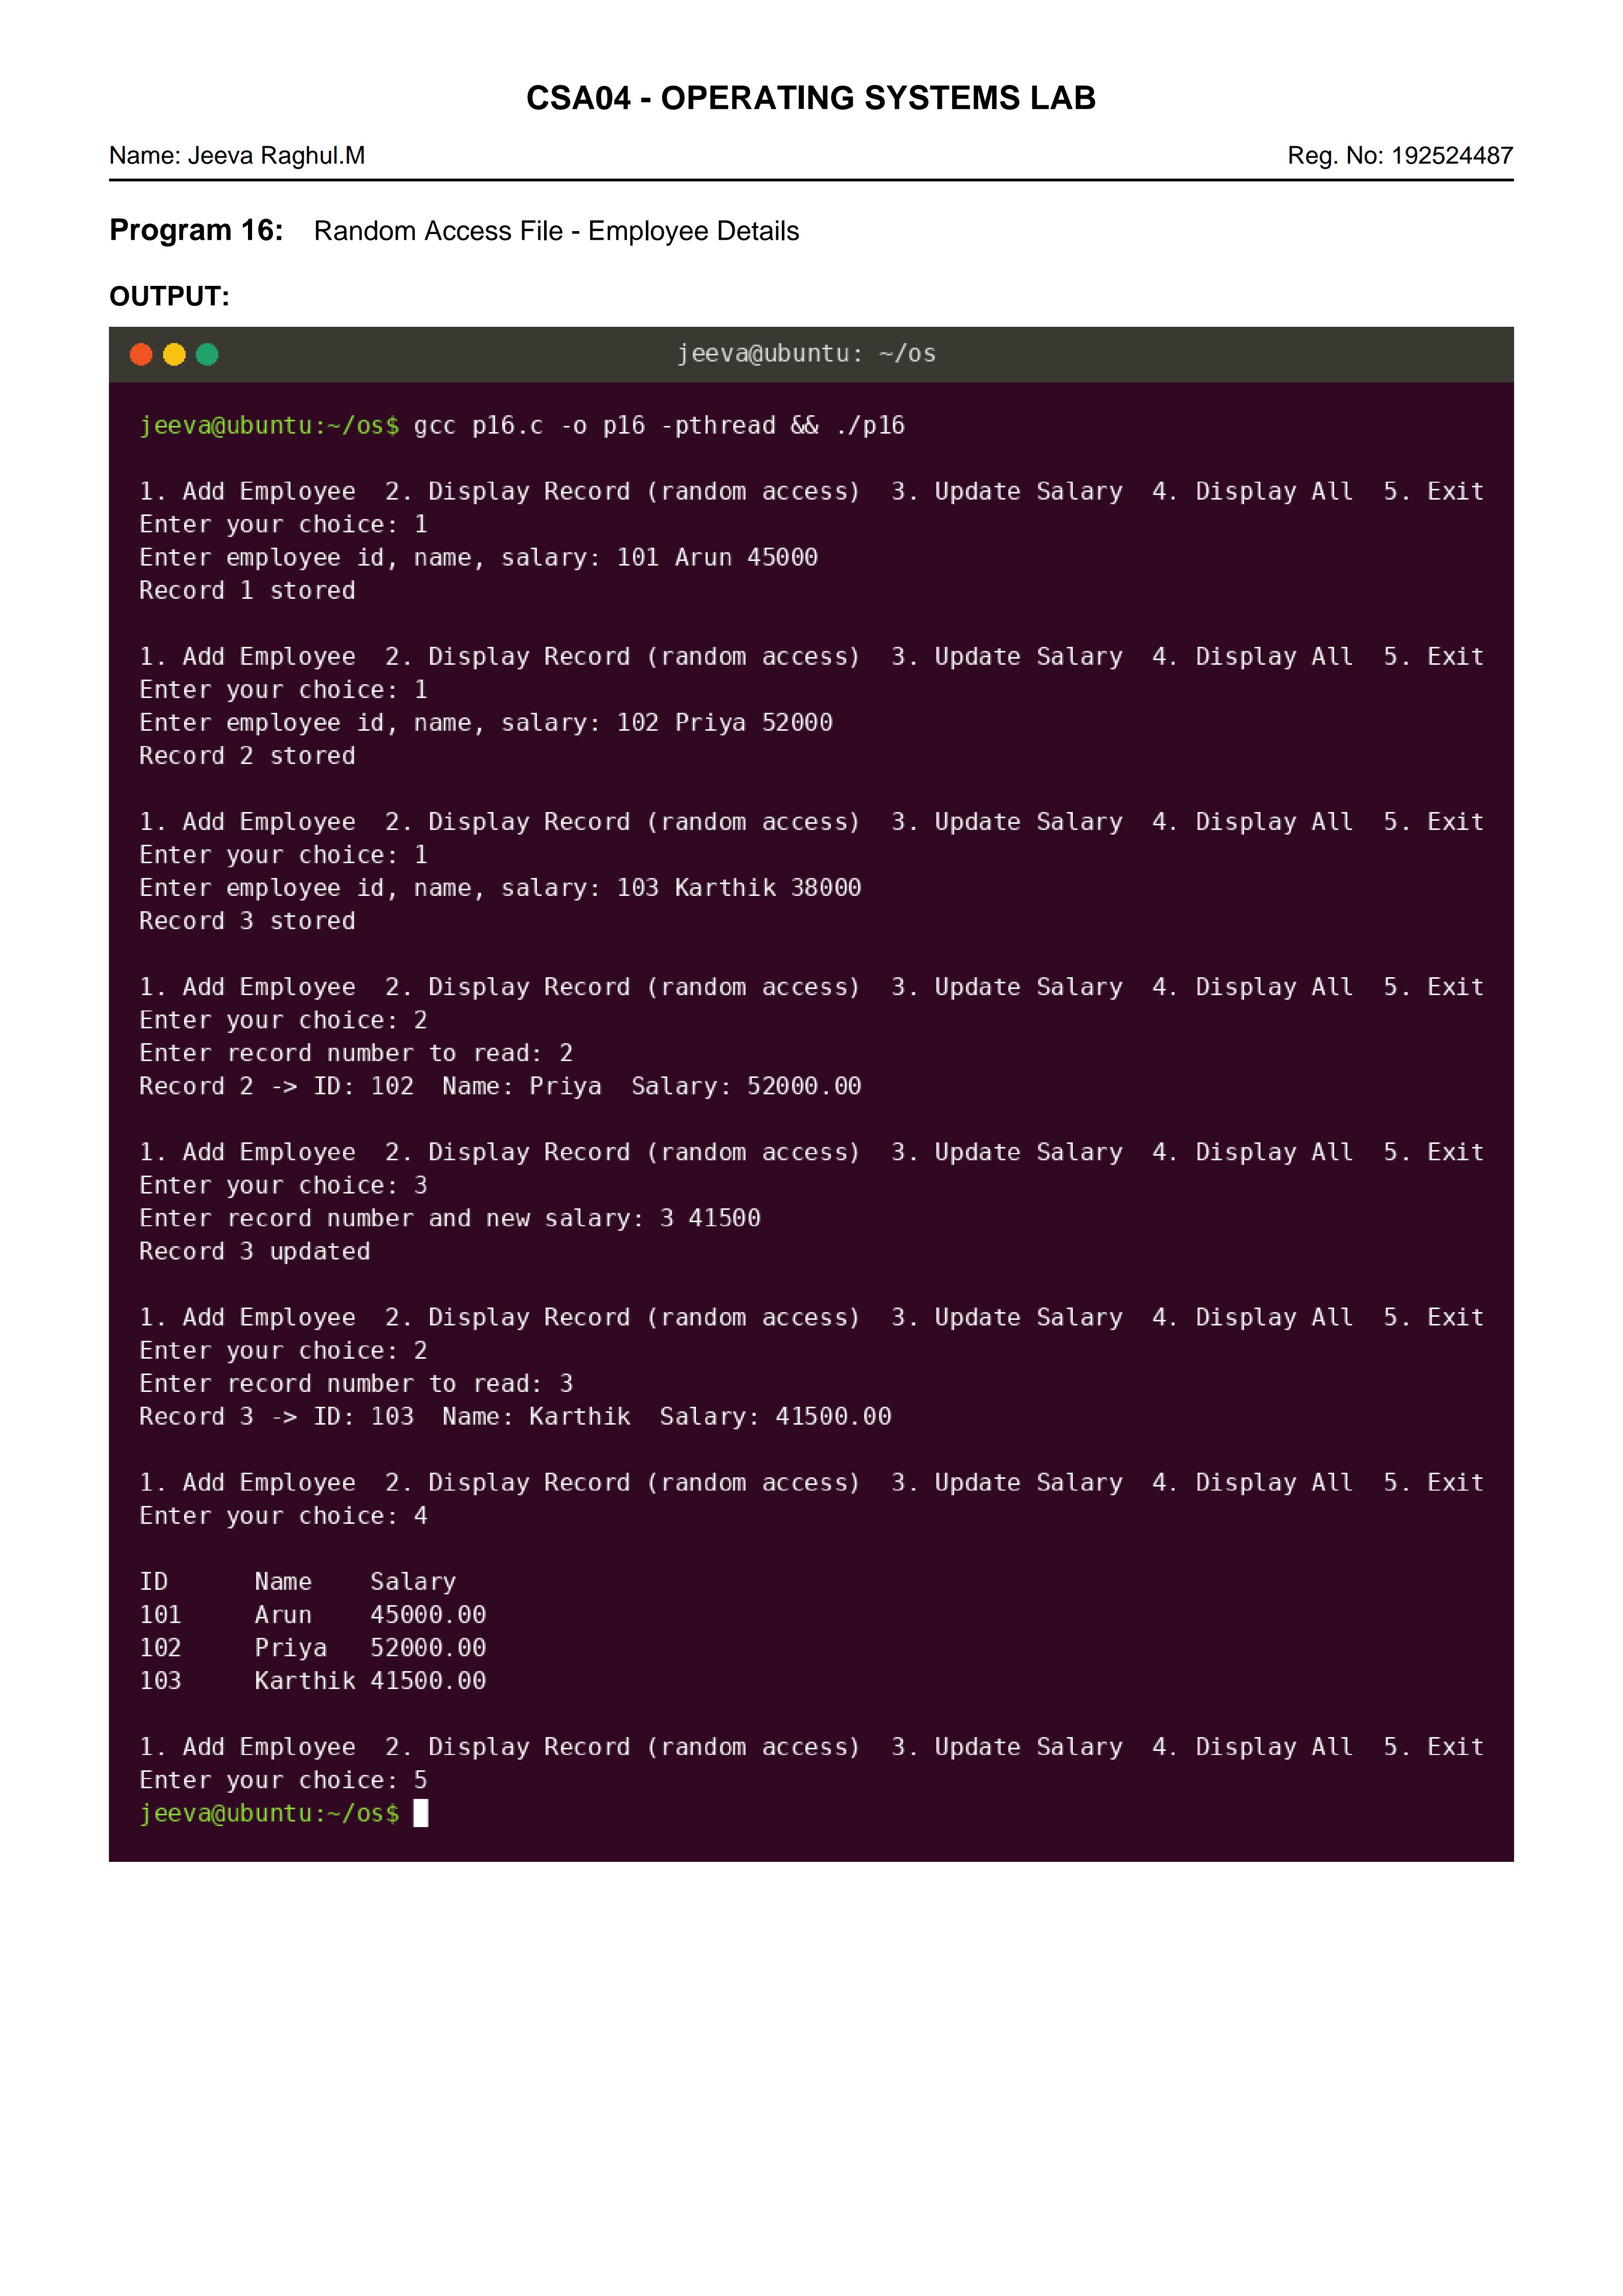 CSA04 - OPERATING SYSTEMS LAB
Name: Jeeva Raghul.M Reg. No: 192524487
Program 16: Random Access File - Employee Details
OUTPUT:
jeeva@ubuntu: ~/os
jeeva@ubuntu:~/os$ gcc p16.c -o p16 -pthread && ./p16
1. Add Employee  2. Display Record (random access)  3. Update Salary  4. Display All  5. Exit
Enter your choice: 1
Enter employee id, name, salary: 101 Arun 45000
Record 1 stored
1. Add Employee  2. Display Record (random access)  3. Update Salary  4. Display All  5. Exit
Enter your choice: 1
Enter employee id, name, salary: 102 Priya 52000
Record 2 stored
1. Add Employee  2. Display Record (random access)  3. Update Salary  4. Display All  5. Exit
Enter your choice: 1
Enter employee id, name, salary: 103 Karthik 38000
Record 3 stored
1. Add Employee  2. Display Record (random access)  3. Update Salary  4. Display All  5. Exit
Enter your choice: 2
Enter record number to read: 2
Record 2 -> ID: 102  Name: Priya  Salary: 52000.00
1. Add Employee  2. Display Record (random access)  3. Update Salary  4. Display All  5. Exit
Enter your choice: 3
Enter record number and new salary: 3 41500
Record 3 updated
1. Add Employee  2. Display Record (random access)  3. Update Salary  4. Display All  5. Exit
Enter your choice: 2
Enter record number to read: 3
Record 3 -> ID: 103  Name: Karthik  Salary: 41500.00
1. Add Employee  2. Display Record (random access)  3. Update Salary  4. Display All  5. Exit
Enter your choice: 4
ID      Name    Salary
101     Arun    45000.00
102     Priya   52000.00
103     Karthik 41500.00
1. Add Employee  2. Display Record (random access)  3. Update Salary  4. Display All  5. Exit
Enter your choice: 5
jeeva@ubuntu:~/os$